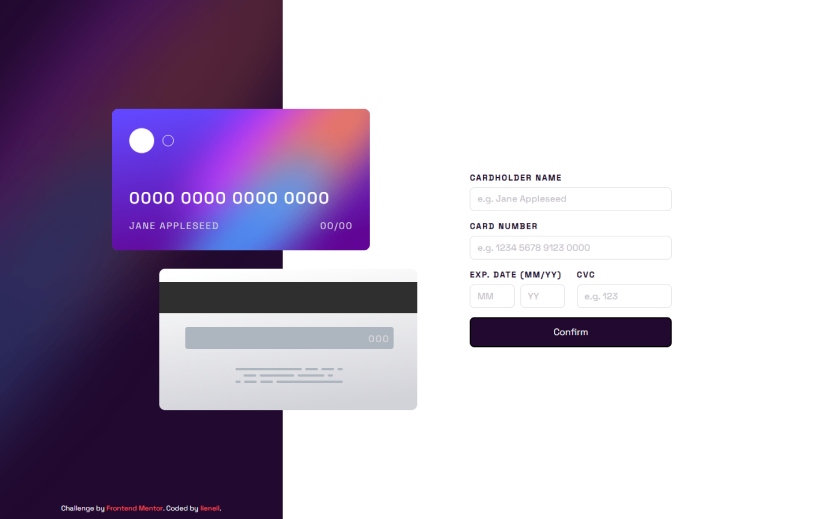 0000 0000 0000 0000
JANE APPLESEED 00/00
000
CARDHOLDER NAME
e.g. Jane Appleseed
CARD NUMBER
e.g. 1234 5678 9123 0000
EXP. DATE (MM/YY) CVC
MM YY e.g. 123
Confirm
Challenge by Frontend Mentor. Coded by